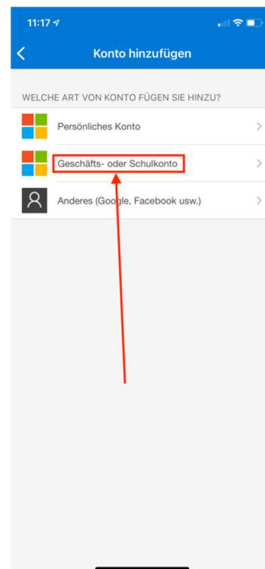 11:17
Konto hinzufügen
WELCHE ART VON KONTO FÜGEN SIE HINZU?
Persönliches Konto
Geschäfts- oder Schulkonto
Anderes (Google, Facebook usw.)